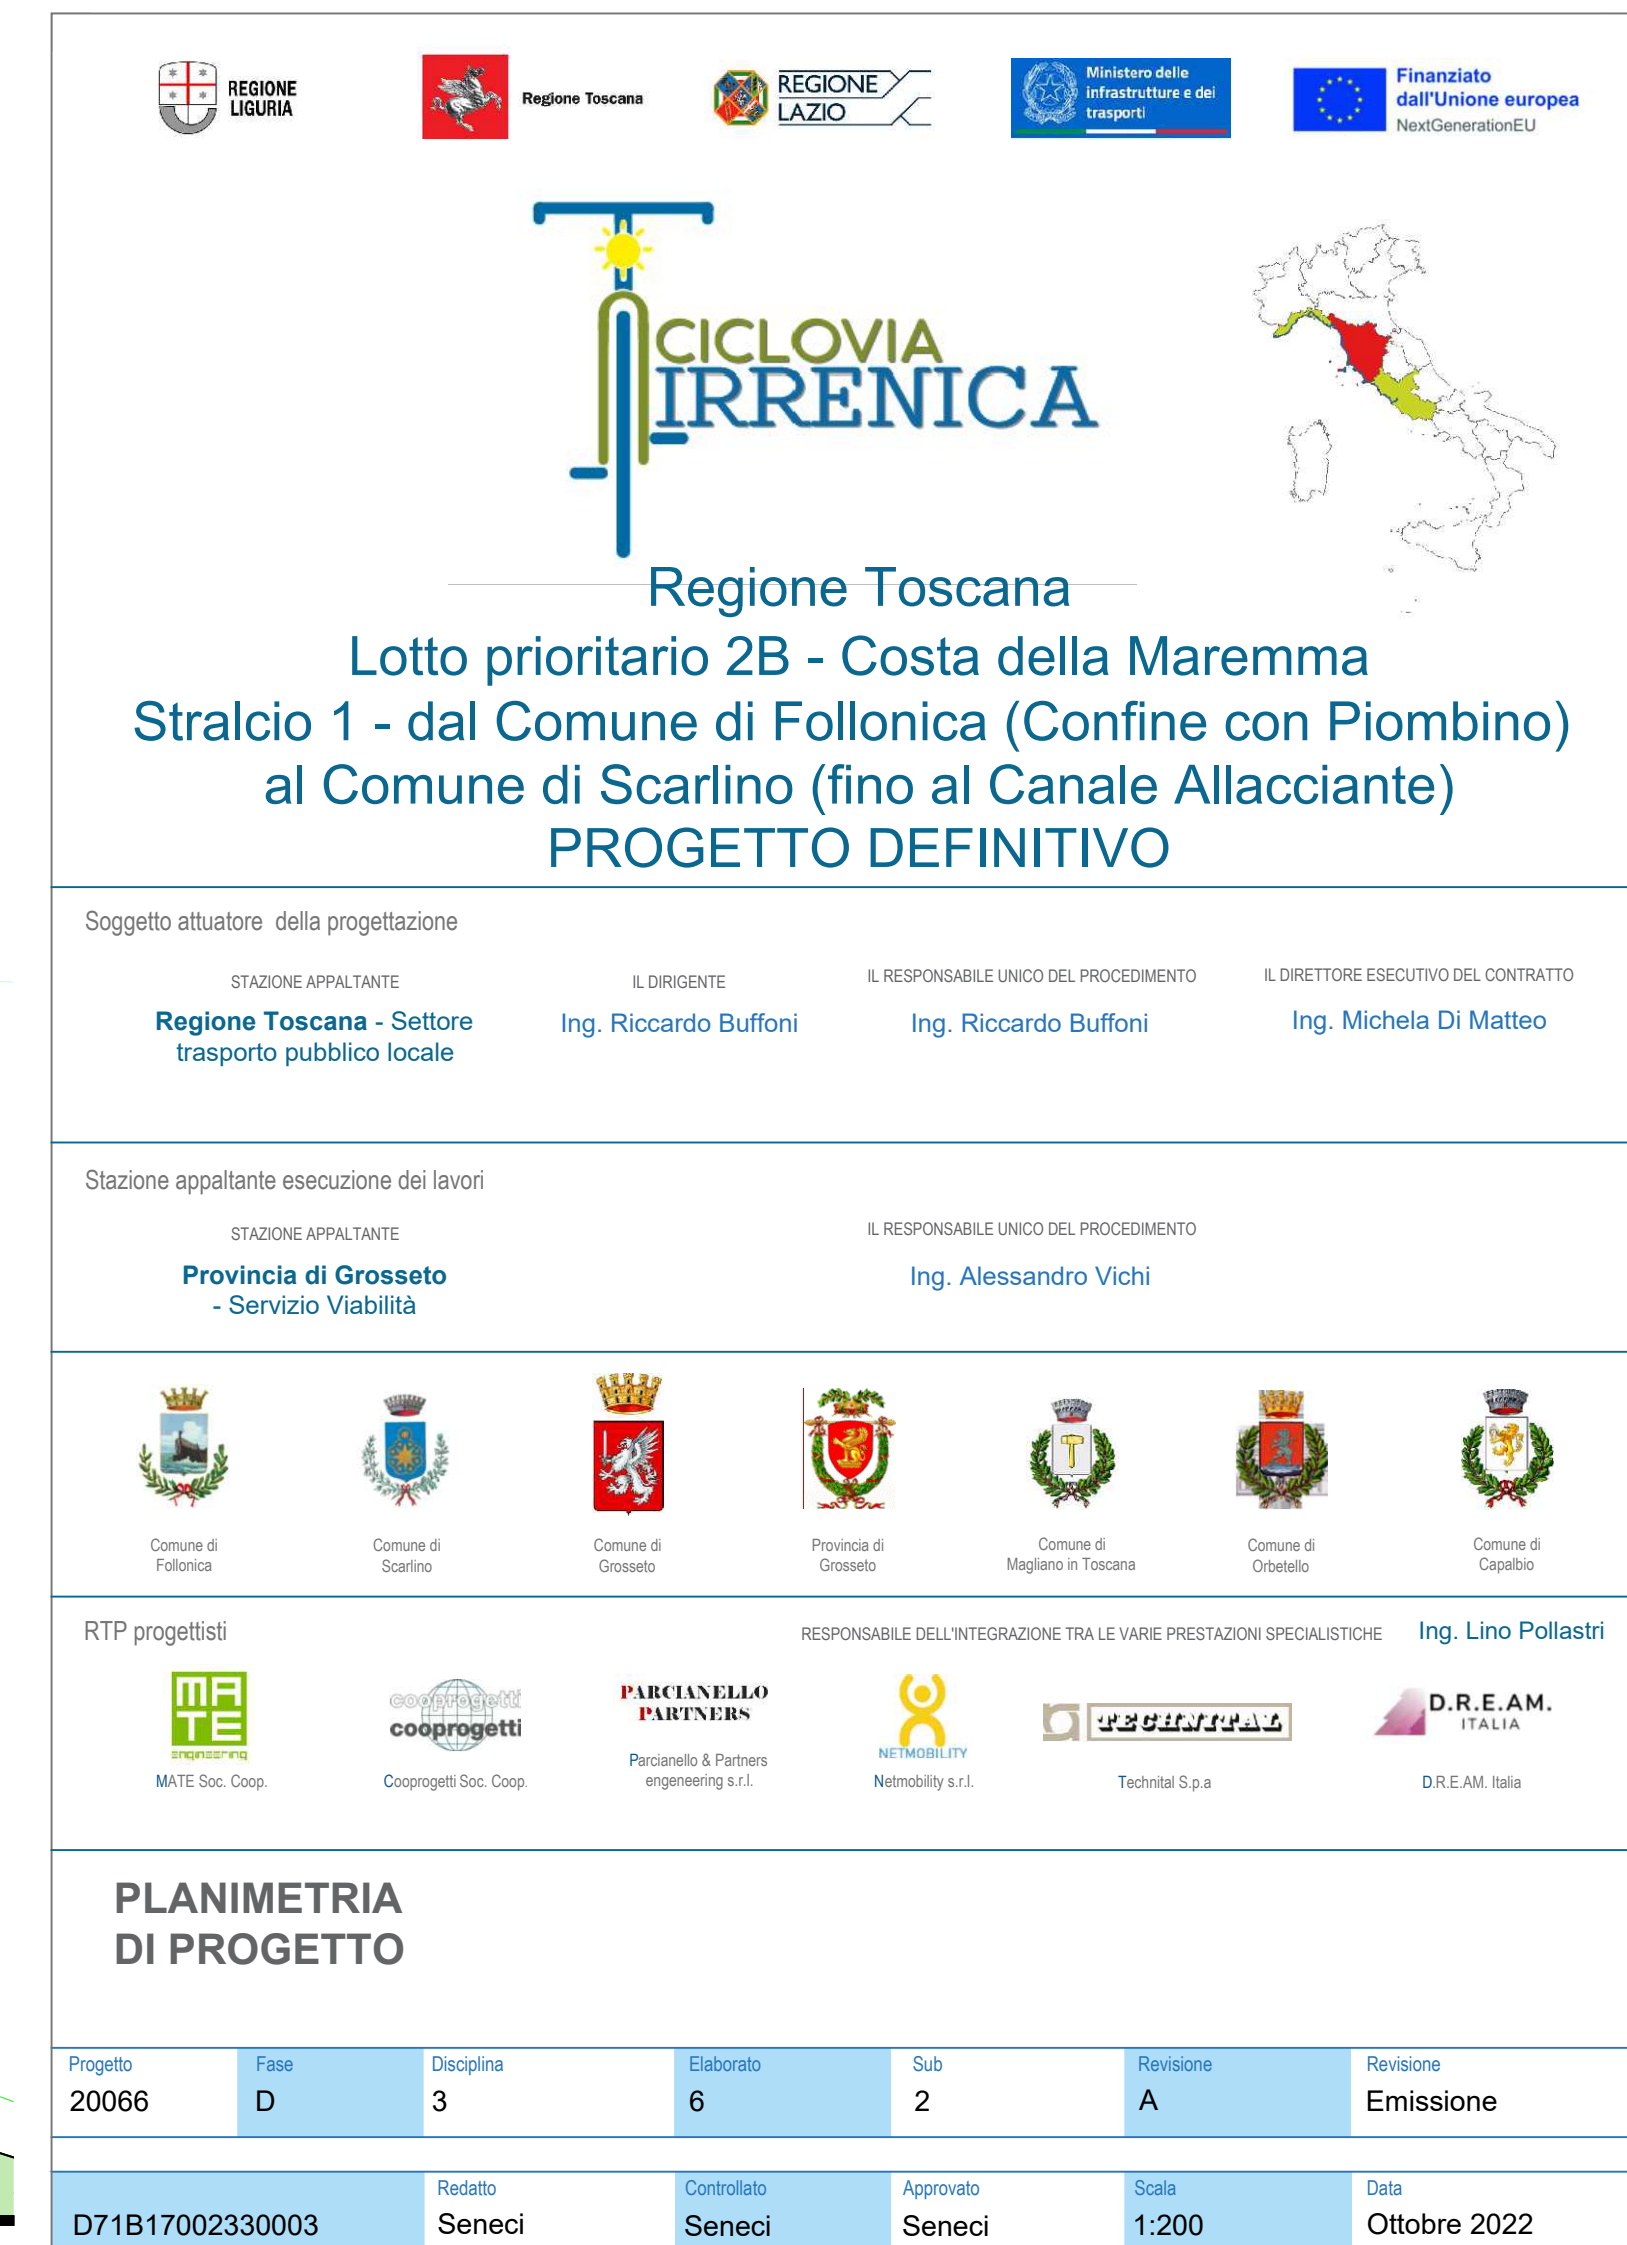 REGIONE
LIGURIA
Regione Toscana
REGIONE
LAZIO
Ministero delle
infrastrutture e dei
trasporti
Finanziato
dall'Unione europea
NextGenerationEU
CICLOVIA
TIRRENICA
Regione Toscana
Lotto prioritario 2B - Costa della Maremma
Stralcio 1 - dal Comune di Follonica (Confine con Piombino)
al Comune di Scarlino (fino al Canale Allacciante)
PROGETTO DEFINITIVO
Soggetto attuatore della progettazione
STAZIONE APPALTANTE
Regione Toscana - Settore
trasporto pubblico locale
IL DIRIGENTE
Ing. Riccardo Buffoni
IL RESPONSABILE UNICO DEL PROCEDIMENTO
Ing. Riccardo Buffoni
IL DIRETTORE ESECUTIVO DEL CONTRATTO
Ing. Michela Di Matteo
Stazione appaltante esecuzione dei lavori
STAZIONE APPALTANTE
Provincia di Grosseto
- Servizio Viabilità
IL RESPONSABILE UNICO DEL PROCEDIMENTO
Ing. Alessandro Vichi
Comune di
Follonica
Comune di
Scarlino
Comune di
Grosseto
Provincia di
Grosseto
Comune di
Magliano in Toscana
Comune di
Orbetello
Comune di
Capalbio
RTP progettisti
RESPONSABILE DELL'INTEGRAZIONE TRA LE VARIE PRESTAZIONI SPECIALISTICHE
Ing. Lino Pollastri
MATE
engineering
MATE Soc. Coop.
cooprogetti
cooprogetti
Cooprogetti Soc. Coop.
PARCIANELLO
PARTNERS
Parcianello & Partners
engeneering s.r.l.
NETMOBILITY
Netmobility s.r.l.
TECHNITAL
Technital S.p.a
D.R.E.AM.
ITALIA
D.R.E.AM. Italia
PLANIMETRIA
DI PROGETTO
Progetto
20066
Fase
D
Disciplina
3
Elaborato
6
Sub
2
Revisione
A
Revisione
Emissione
D71B17002330003
Redatto
Seneci
Controllato
Seneci
Approvato
Seneci
Scala
1:200
Data
Ottobre 2022